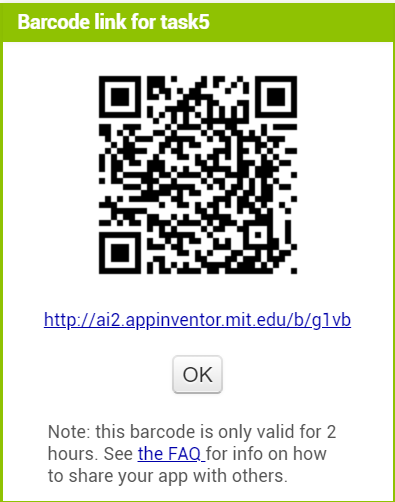 Barcode link for task5
http://ai2.appinventor.mit.edu/b/g1vb
OK
Note: this barcode is only valid for 2
hours. See the FAQ for info on how
to share your app with others.